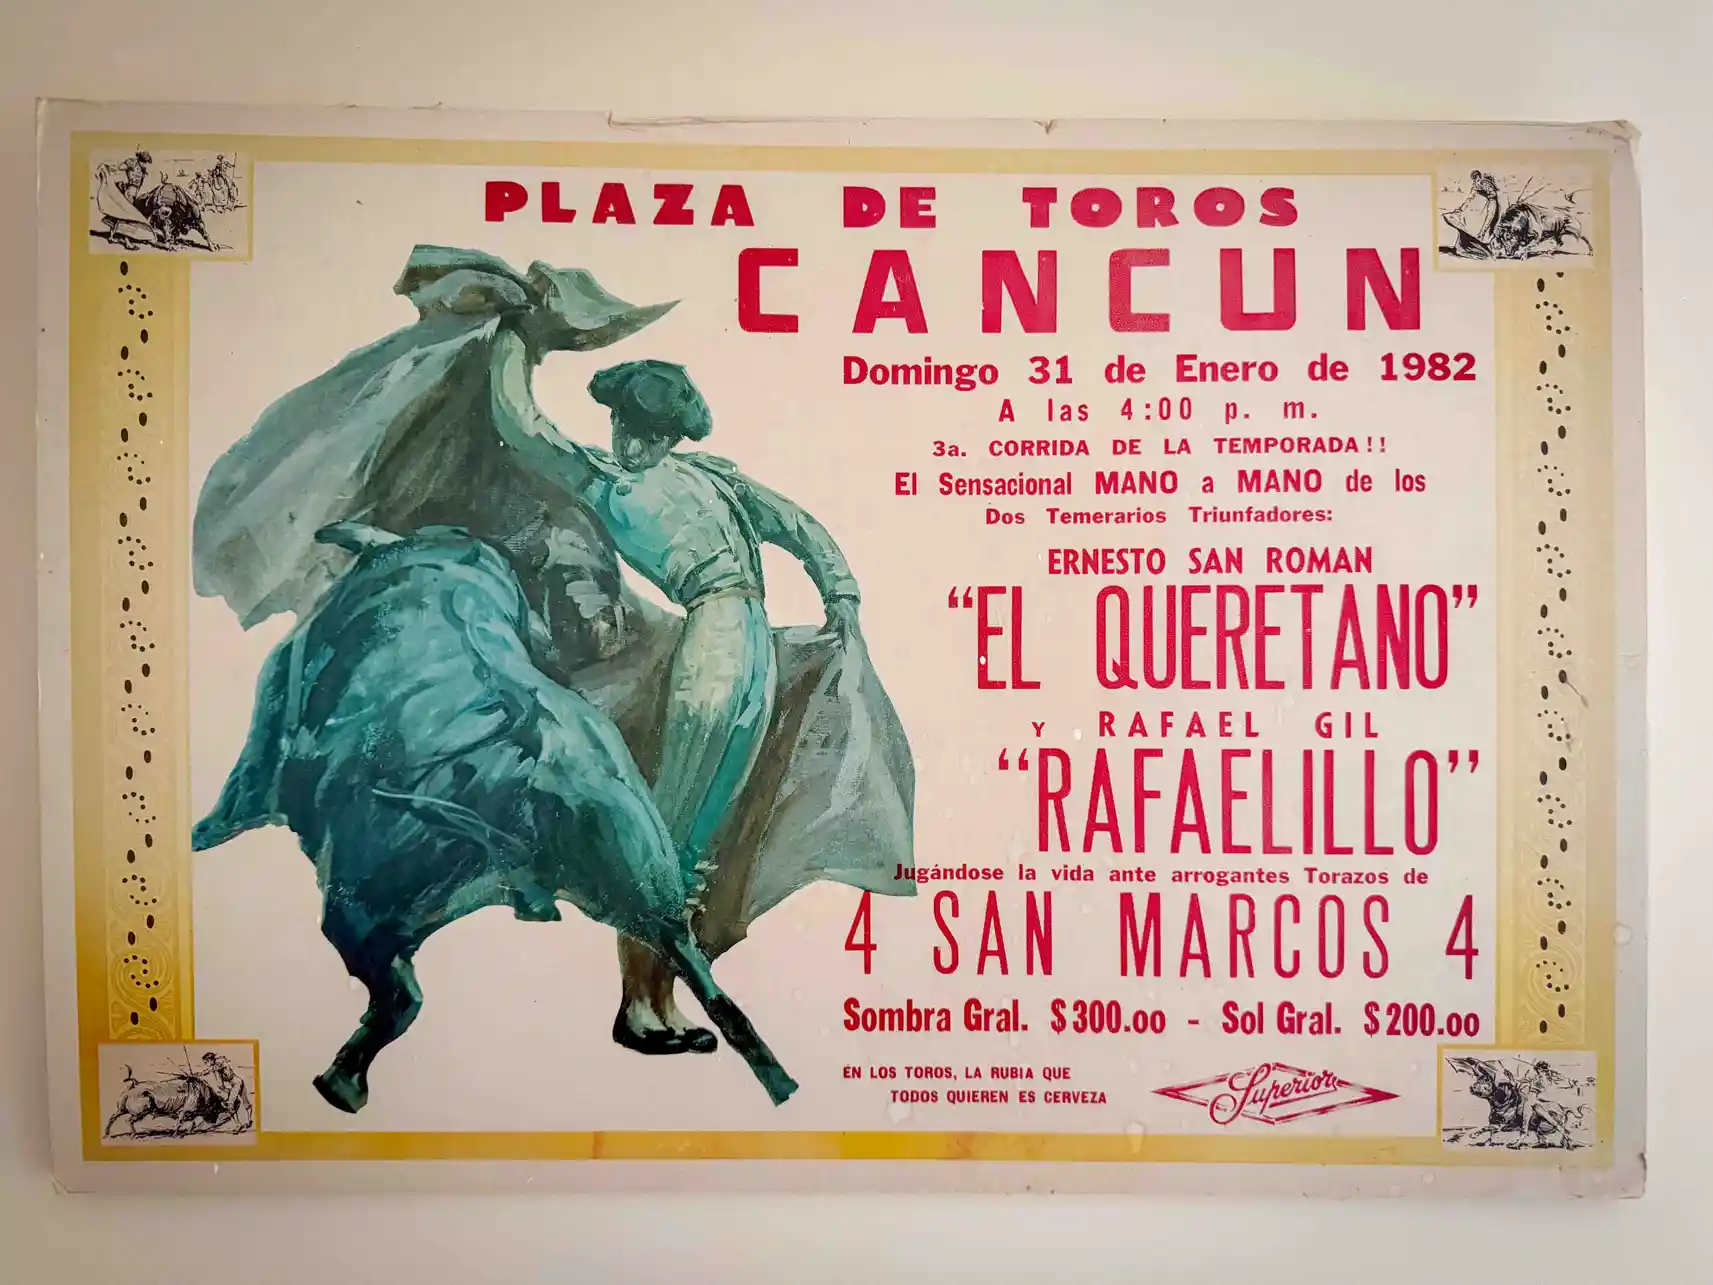 PLAZA DE TOROS
CANCUN
Domingo 31 de Enero de 1982
A las 4:00 p. m.
3a. CORRIDA DE LA TEMPORADA!!
El Sensacional MANO a MANO de los
Dos Temerarios Triunfadores:
ERNESTO SAN ROMAN
“EL QUERETANO”
Y RAFAEL GIL
“RAFAELILLO”
Jugándose la vida ante arrogantes Torazos de
4 SAN MARCOS 4
Sombra Gral. $300.oo - Sol Gral. $200.oo
EN LOS TOROS, LA RUBIA QUE
TODOS QUIEREN ES CERVEZA
Superior